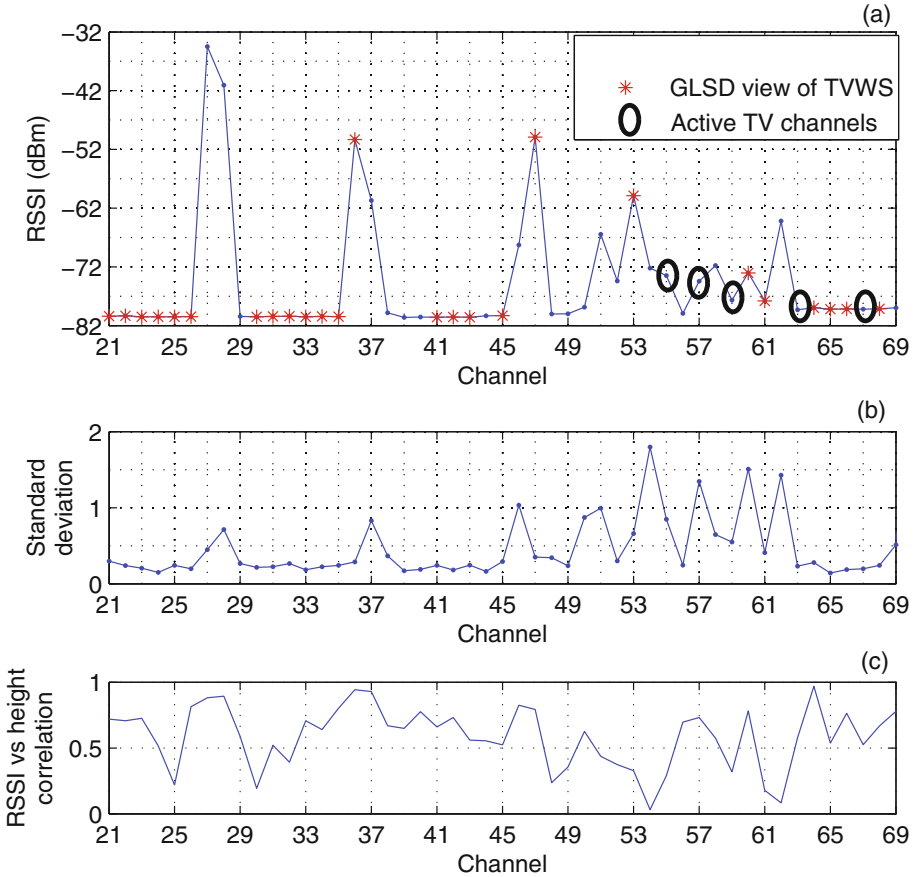 (a)
−32
−42
−52
−62
−72
−82
RSSI (dBm)
GLSD view of TVWS
Active TV channels
21 25 29 33 37 41 45 49 53 57 61 65 69
Channel
(b)
2
1
0
Standard
deviation
21 25 29 33 37 41 45 49 53 57 61 65 69
Channel
(c)
1
0.5
0
RSSI vs height
correlation
21 25 29 33 37 41 45 49 53 57 61 65 69
Channel